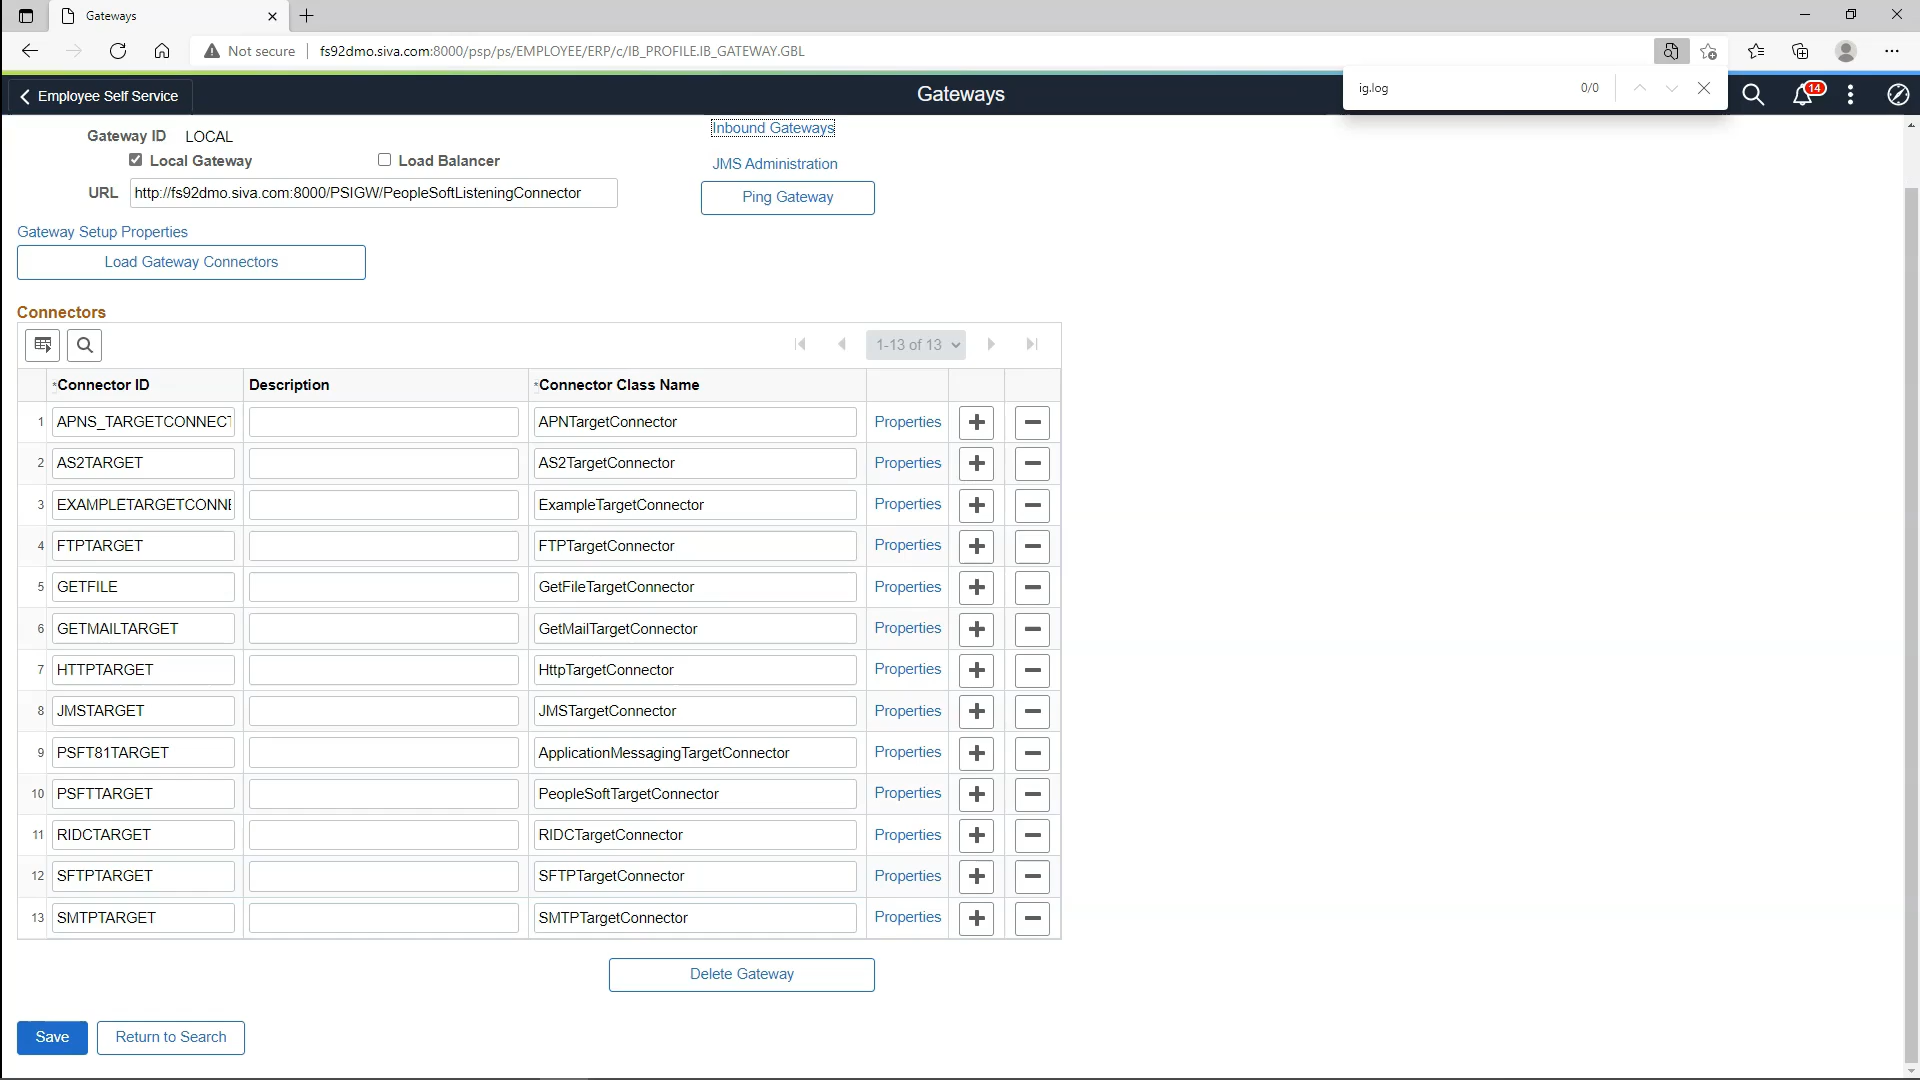 Gateways
Not secure
fs92dmo.siva.com:8000/psp/ps/EMPLOYEE/ERP/c/IB_PROFILE.IB_GATEWAY.GBL
ig.log 0/0
Employee Self Service
Gateways
14
Gateway ID LOCAL
Inbound Gateways
Local Gateway
Load Balancer
JMS Administration
URL http://fs92dmo.siva.com:8000/PSIGW/PeopleSoftListeningConnector
Ping Gateway
Gateway Setup Properties
Load Gateway Connectors
Connectors
1-13 of 13
*Connector ID Description *Connector Class Name
1 APNS_TARGETCONNECT APNTargetConnector Properties
2 AS2TARGET AS2TargetConnector Properties
3 EXAMPLETARGETCONNE ExampleTargetConnector Properties
4 FTPTARGET FTPTargetConnector Properties
5 GETFILE GetFileTargetConnector Properties
6 GETMAILTARGET GetMailTargetConnector Properties
7 HTTPTARGET HttpTargetConnector Properties
8 JMSTARGET JMSTargetConnector Properties
9 PSFT81TARGET ApplicationMessagingTargetConnector Properties
10 PSFTTARGET PeopleSoftTargetConnector Properties
11 RIDCTARGET RIDCTargetConnector Properties
12 SFTPTARGET SFTPTargetConnector Properties
13 SMTPTARGET SMTPTargetConnector Properties
Delete Gateway
Save
Return to Search